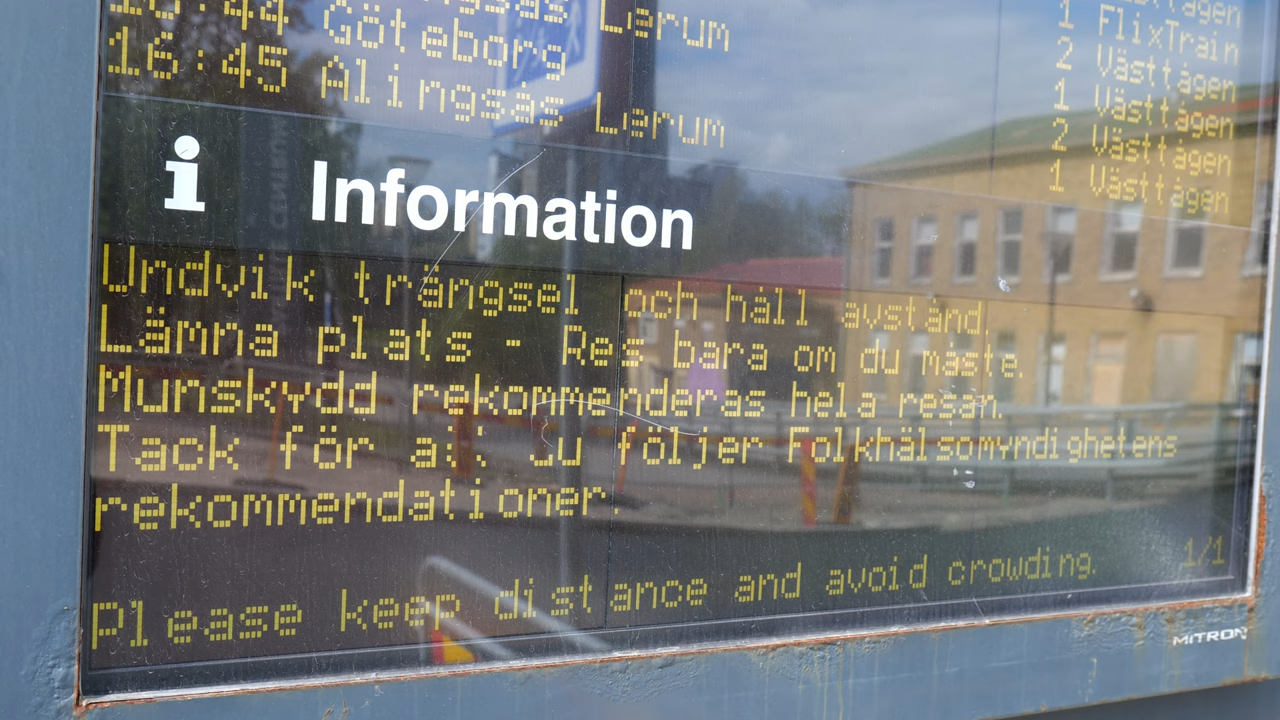 16:44 Göteborg
16:45 Alingsås Lerum
Lerum
1 FlixTrain
2 Västtågen
1 Västtågen
2 Västtågen
1 Västtågen
i Information
Undvik trängsel och håll avstånd.
Lämna plats - Res bara om du måste.
Munskydd rekommenderas hela resan.
Tack för att du följer Folkhälsomyndighetens
rekommendationer.
Please keep distance and avoid crowding. 1/1
MITRON